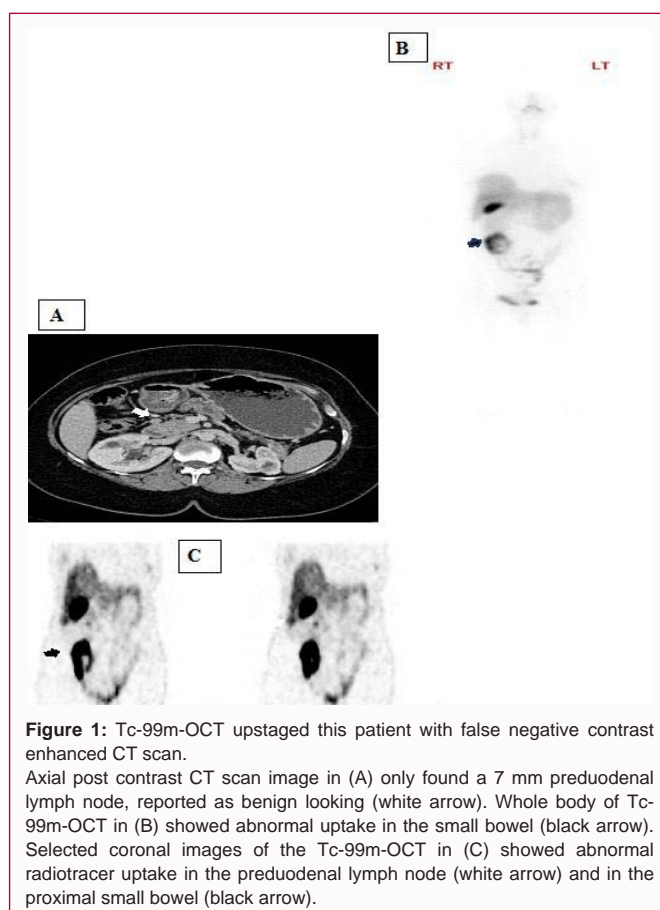 B
RT LT
A
C
Figure 1: Tc-99m-OCT upstaged this patient with false negative contrast
enhanced CT scan.
Axial post contrast CT scan image in (A) only found a 7 mm preduodenal
lymph node, reported as benign looking (white arrow). Whole body of Tc-
99m-OCT in (B) showed abnormal uptake in the small bowel (black arrow).
Selected coronal images of the Tc-99m-OCT in (C) showed abnormal
radiotracer uptake in the preduodenal lymph node (white arrow) and in the
proximal small bowel (black arrow).